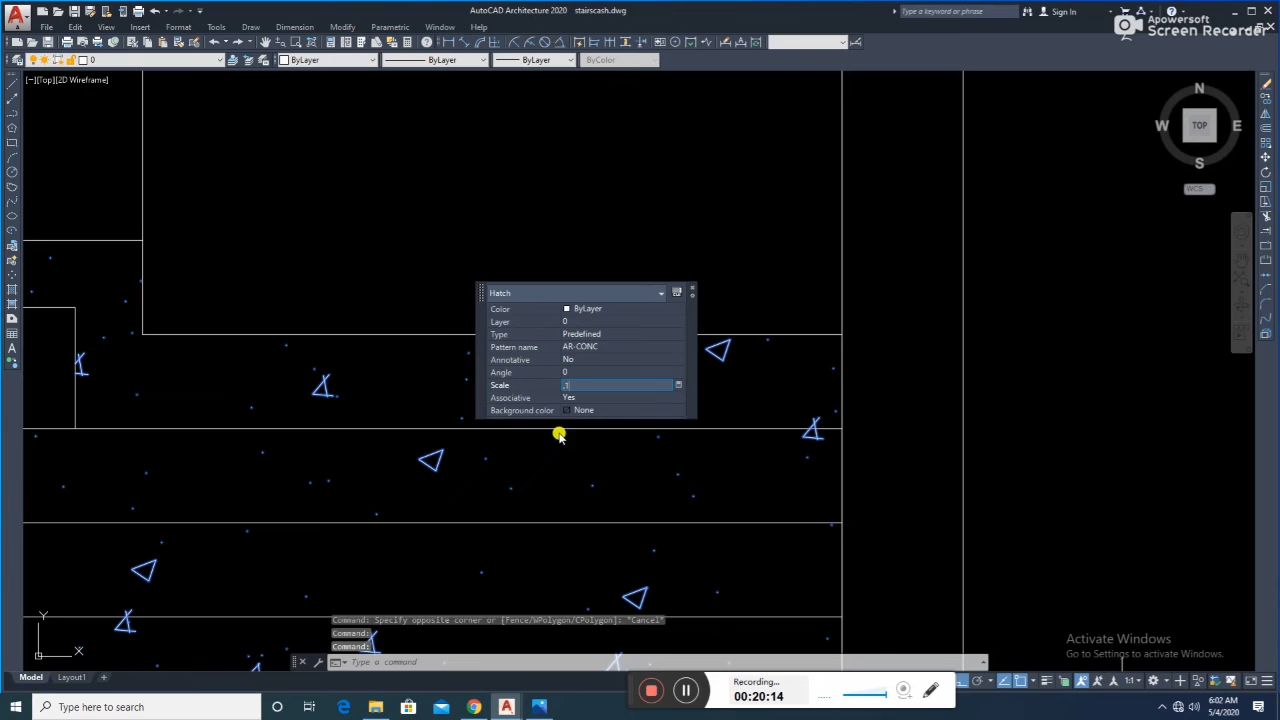 AutoCAD Architecture 2020 stairscash.dwg
Type a keyword or phrase
Sign In
Apowersoft
Screen Recorder
File Edit View Insert Format Tools Draw Dimension Modify Parametric Window Help
0
ByLayer
ByLayer
ByLayer
ByColor
[−][Top][2D Wireframe]
N
W TOP E
S
WCS
Hatch
Color ByLayer
Layer 0
Type Predefined
Pattern name AR-CONC
Annotative No
Angle 0
Scale .1
Associative Yes
Background color None
Y
X
Command: Specify opposite corner or [Fence/WPolygon/CPolygon]: *Cancel*
Command:
Command:
Type a command
Activate Windows
Go to Settings to activate Windows.
Model Layout1 +
1:1
Recording...
00:20:14
Type here to search
6:02 AM
5/4/2020